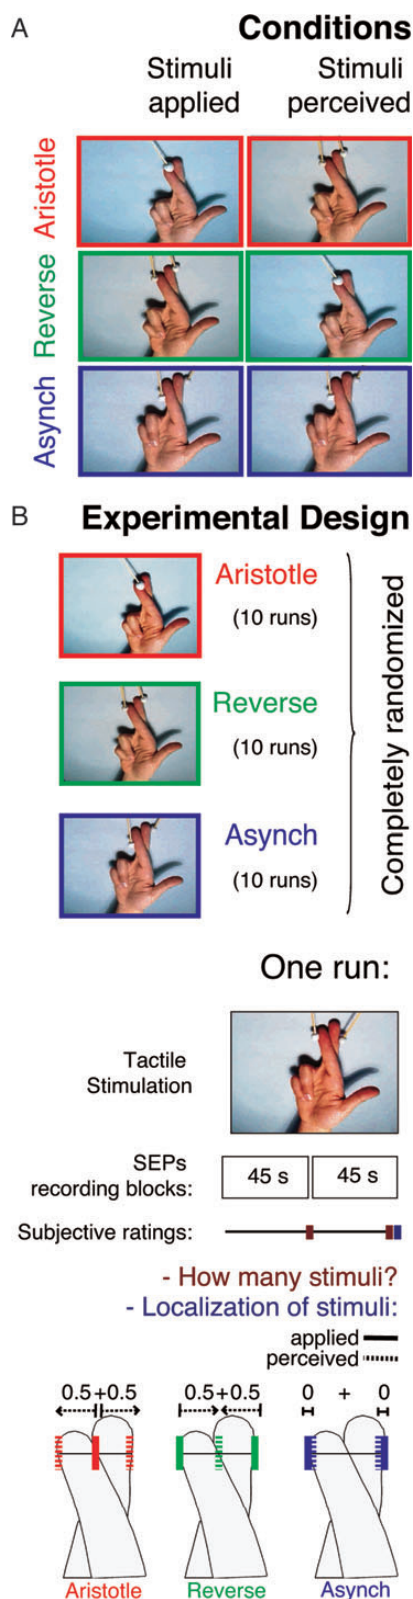 A
Conditions
Stimuli applied
Stimuli perceived
Aristotle
Reverse
Asynch
B
Experimental Design
Aristotle
(10 runs)
Reverse
(10 runs)
Asynch
(10 runs)
Completely randomized
One run:
Tactile
Stimulation
SEPs
recording blocks:
45 s
45 s
Subjective ratings:
- How many stimuli?
- Localization of stimuli:
applied
perceived
0.5+0.5
0.5+0.5
0 + 0
Aristotle
Reverse
Asynch